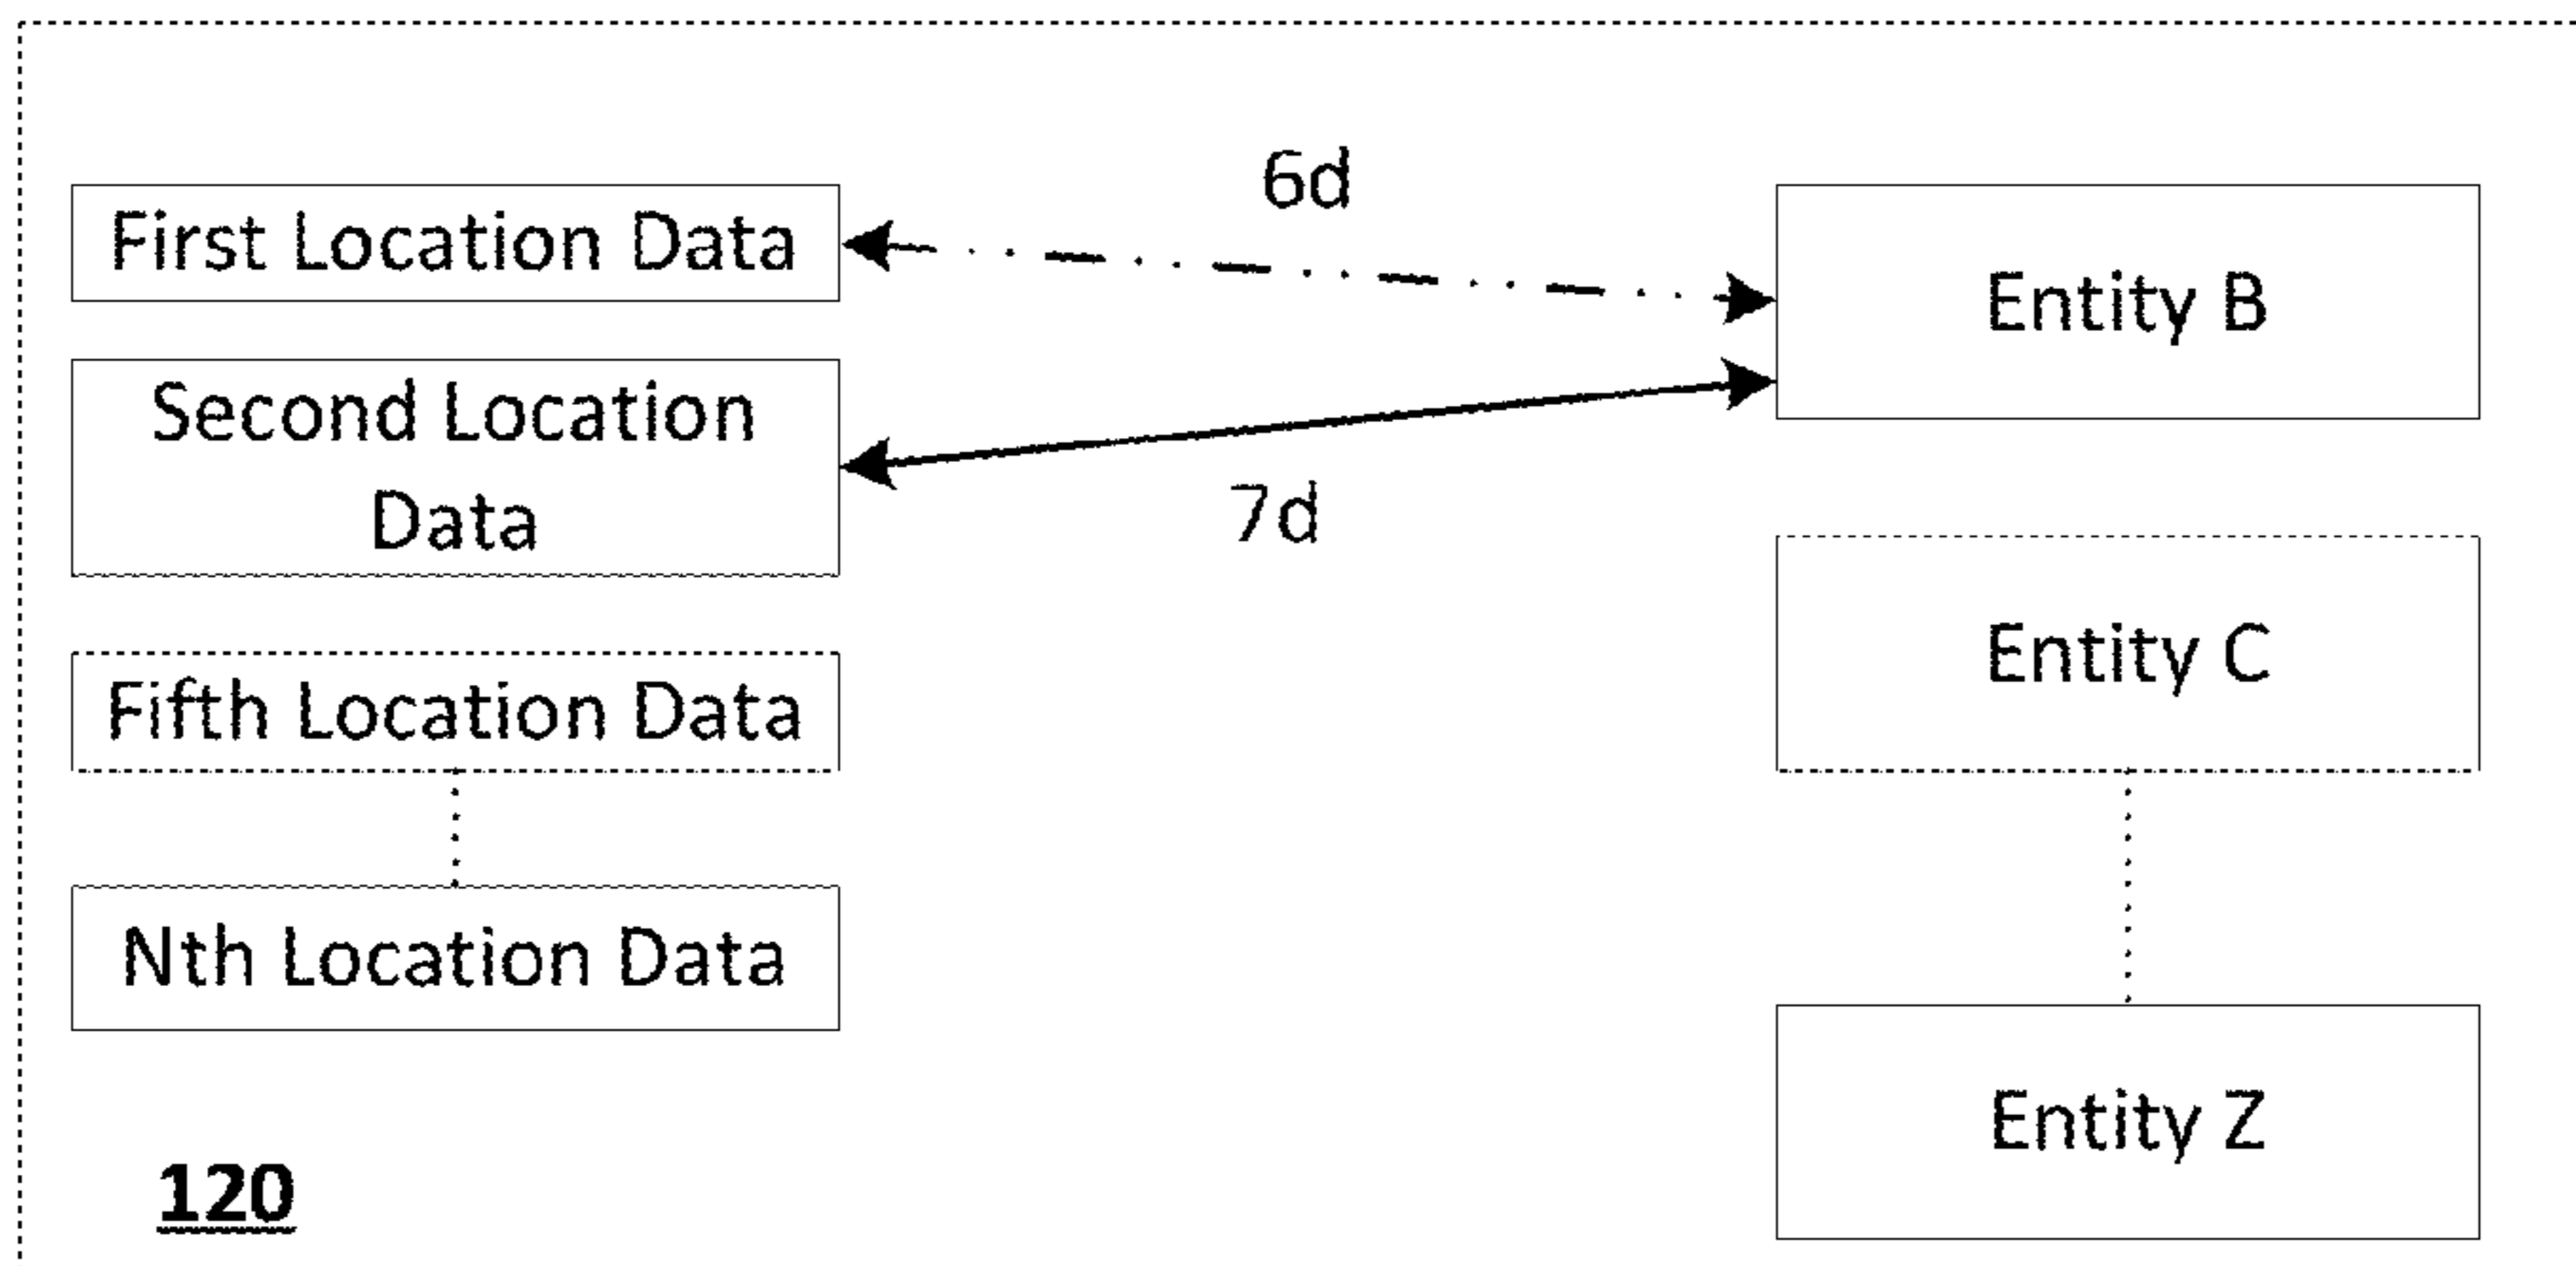 First Location Data
6d
Entity B
Second Location
Data
7d
Entity C
Fifth Location Data
Nth Location Data
Entity Z
120